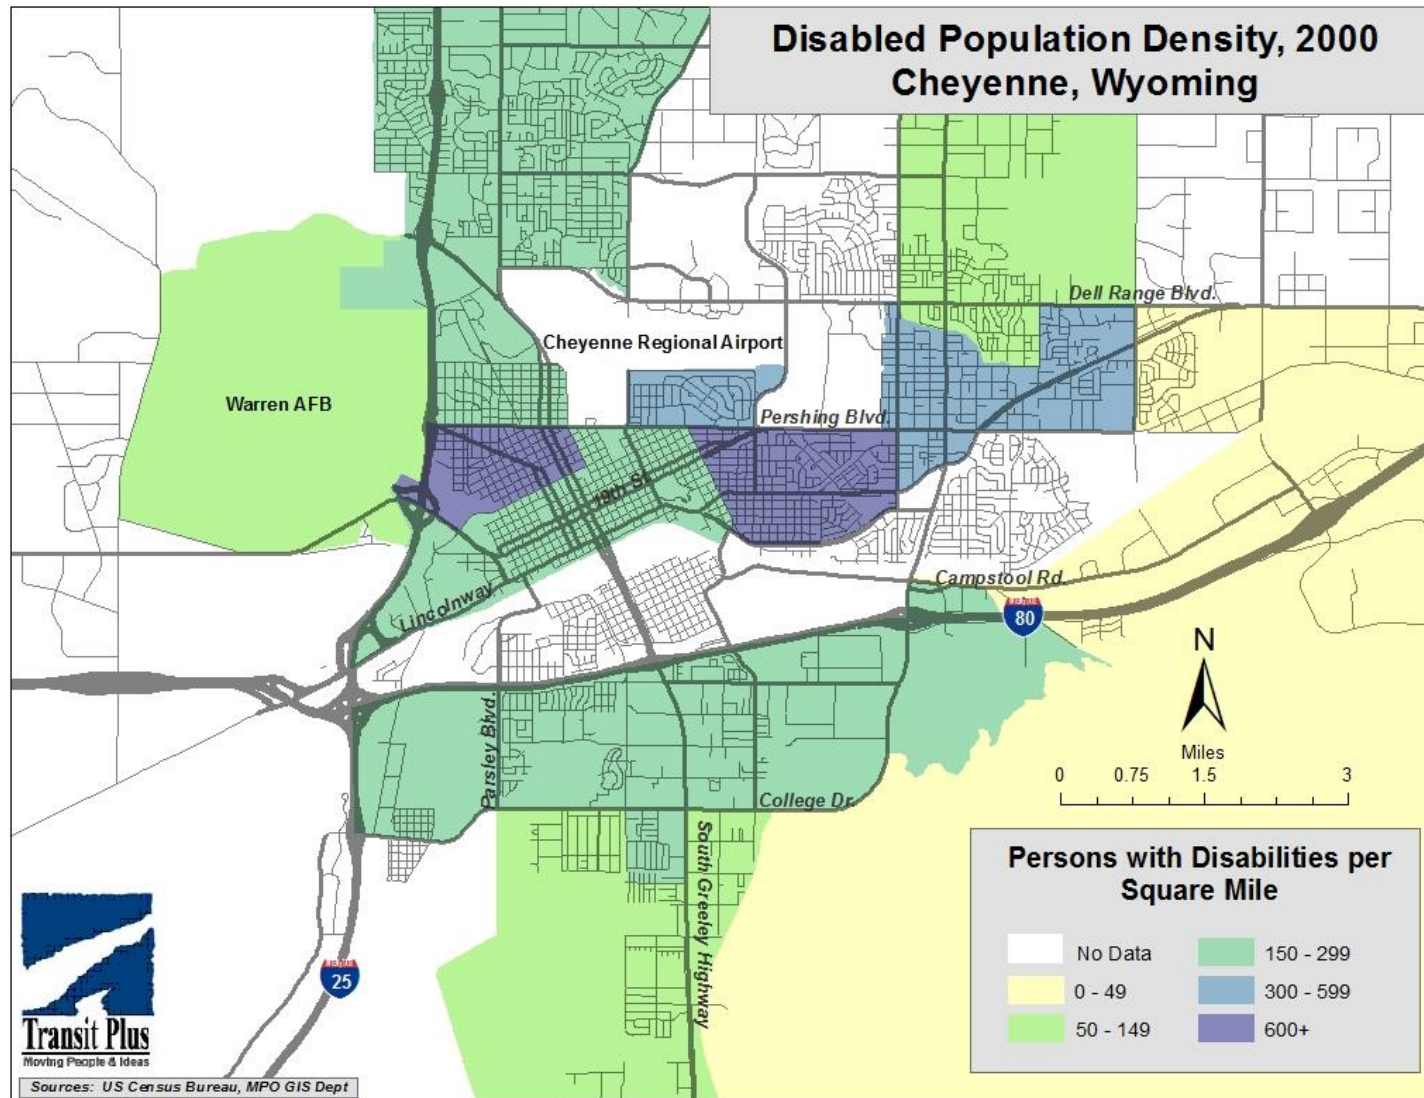 Disabled Population Density, 2000
Cheyenne, Wyoming
Dell Range Blvd.
Cheyenne Regional Airport
Warren AFB
Pershing Blvd.
19th St.
Campstool Rd.
Lincolnway
80
N
Parsley Blvd.
Miles
0 0.75 1.5 3
College Dr.
South Greeley Highway
Persons with Disabilities per
Square Mile
No Data
0 - 49
50 - 149
150 - 299
300 - 599
600+
25
Transit Plus
Moving People & Ideas
Sources: US Census Bureau, MPO GIS Dept